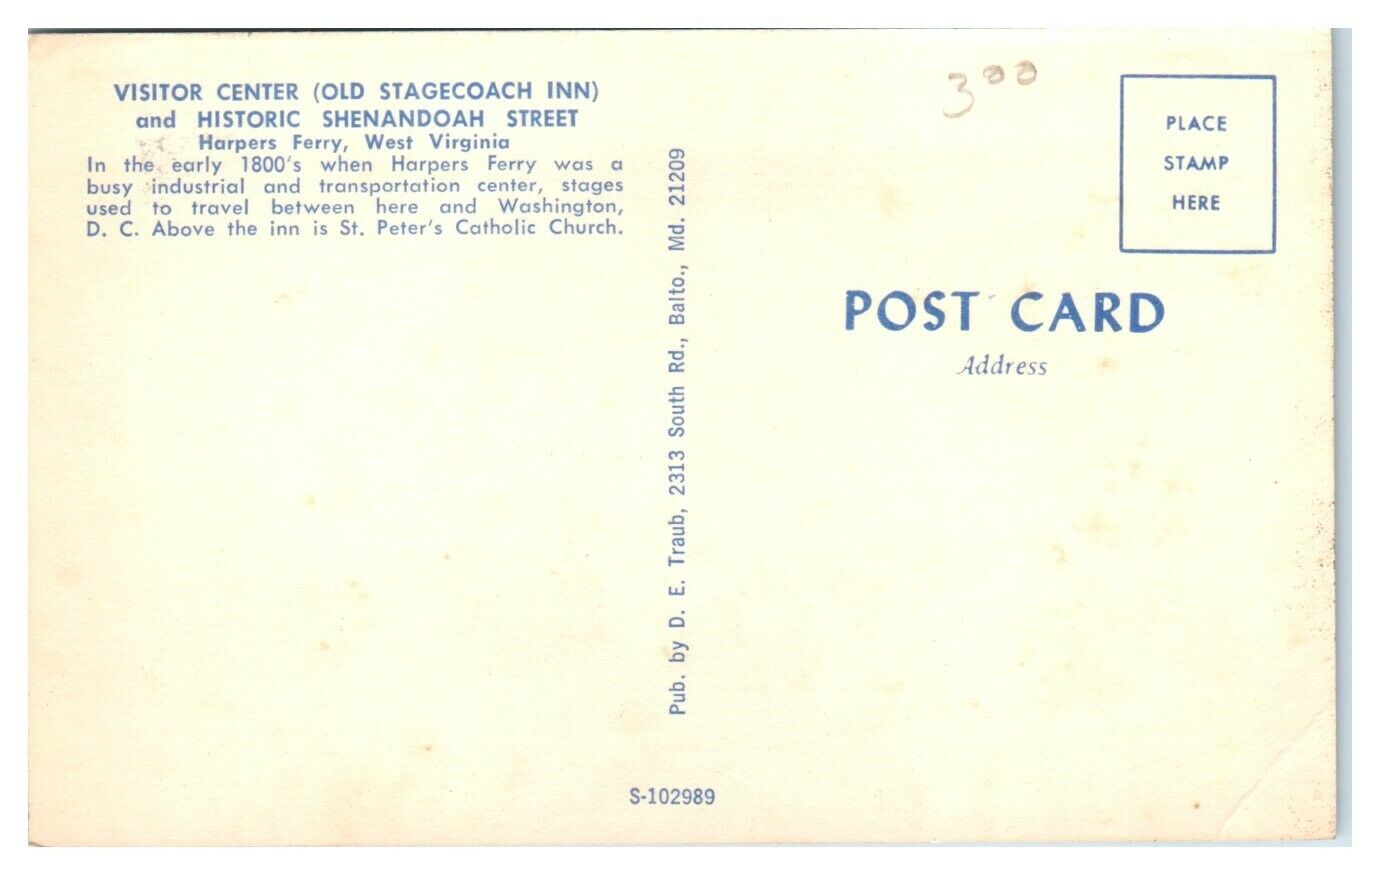 VISITOR CENTER (OLD STAGECOACH INN)
and HISTORIC SHENANDOAH STREET
Harpers Ferry, West Virginia
In the early 1800's when Harpers Ferry was a
busy industrial and transportation center, stages
used to travel between here and Washington,
D. C. Above the inn is St. Peter's Catholic Church.
Pub. by D. E. Traub, 2313 South Rd., Balto., Md. 21209
S-102989
3 00
PLACE
STAMP
HERE
POST CARD
Address